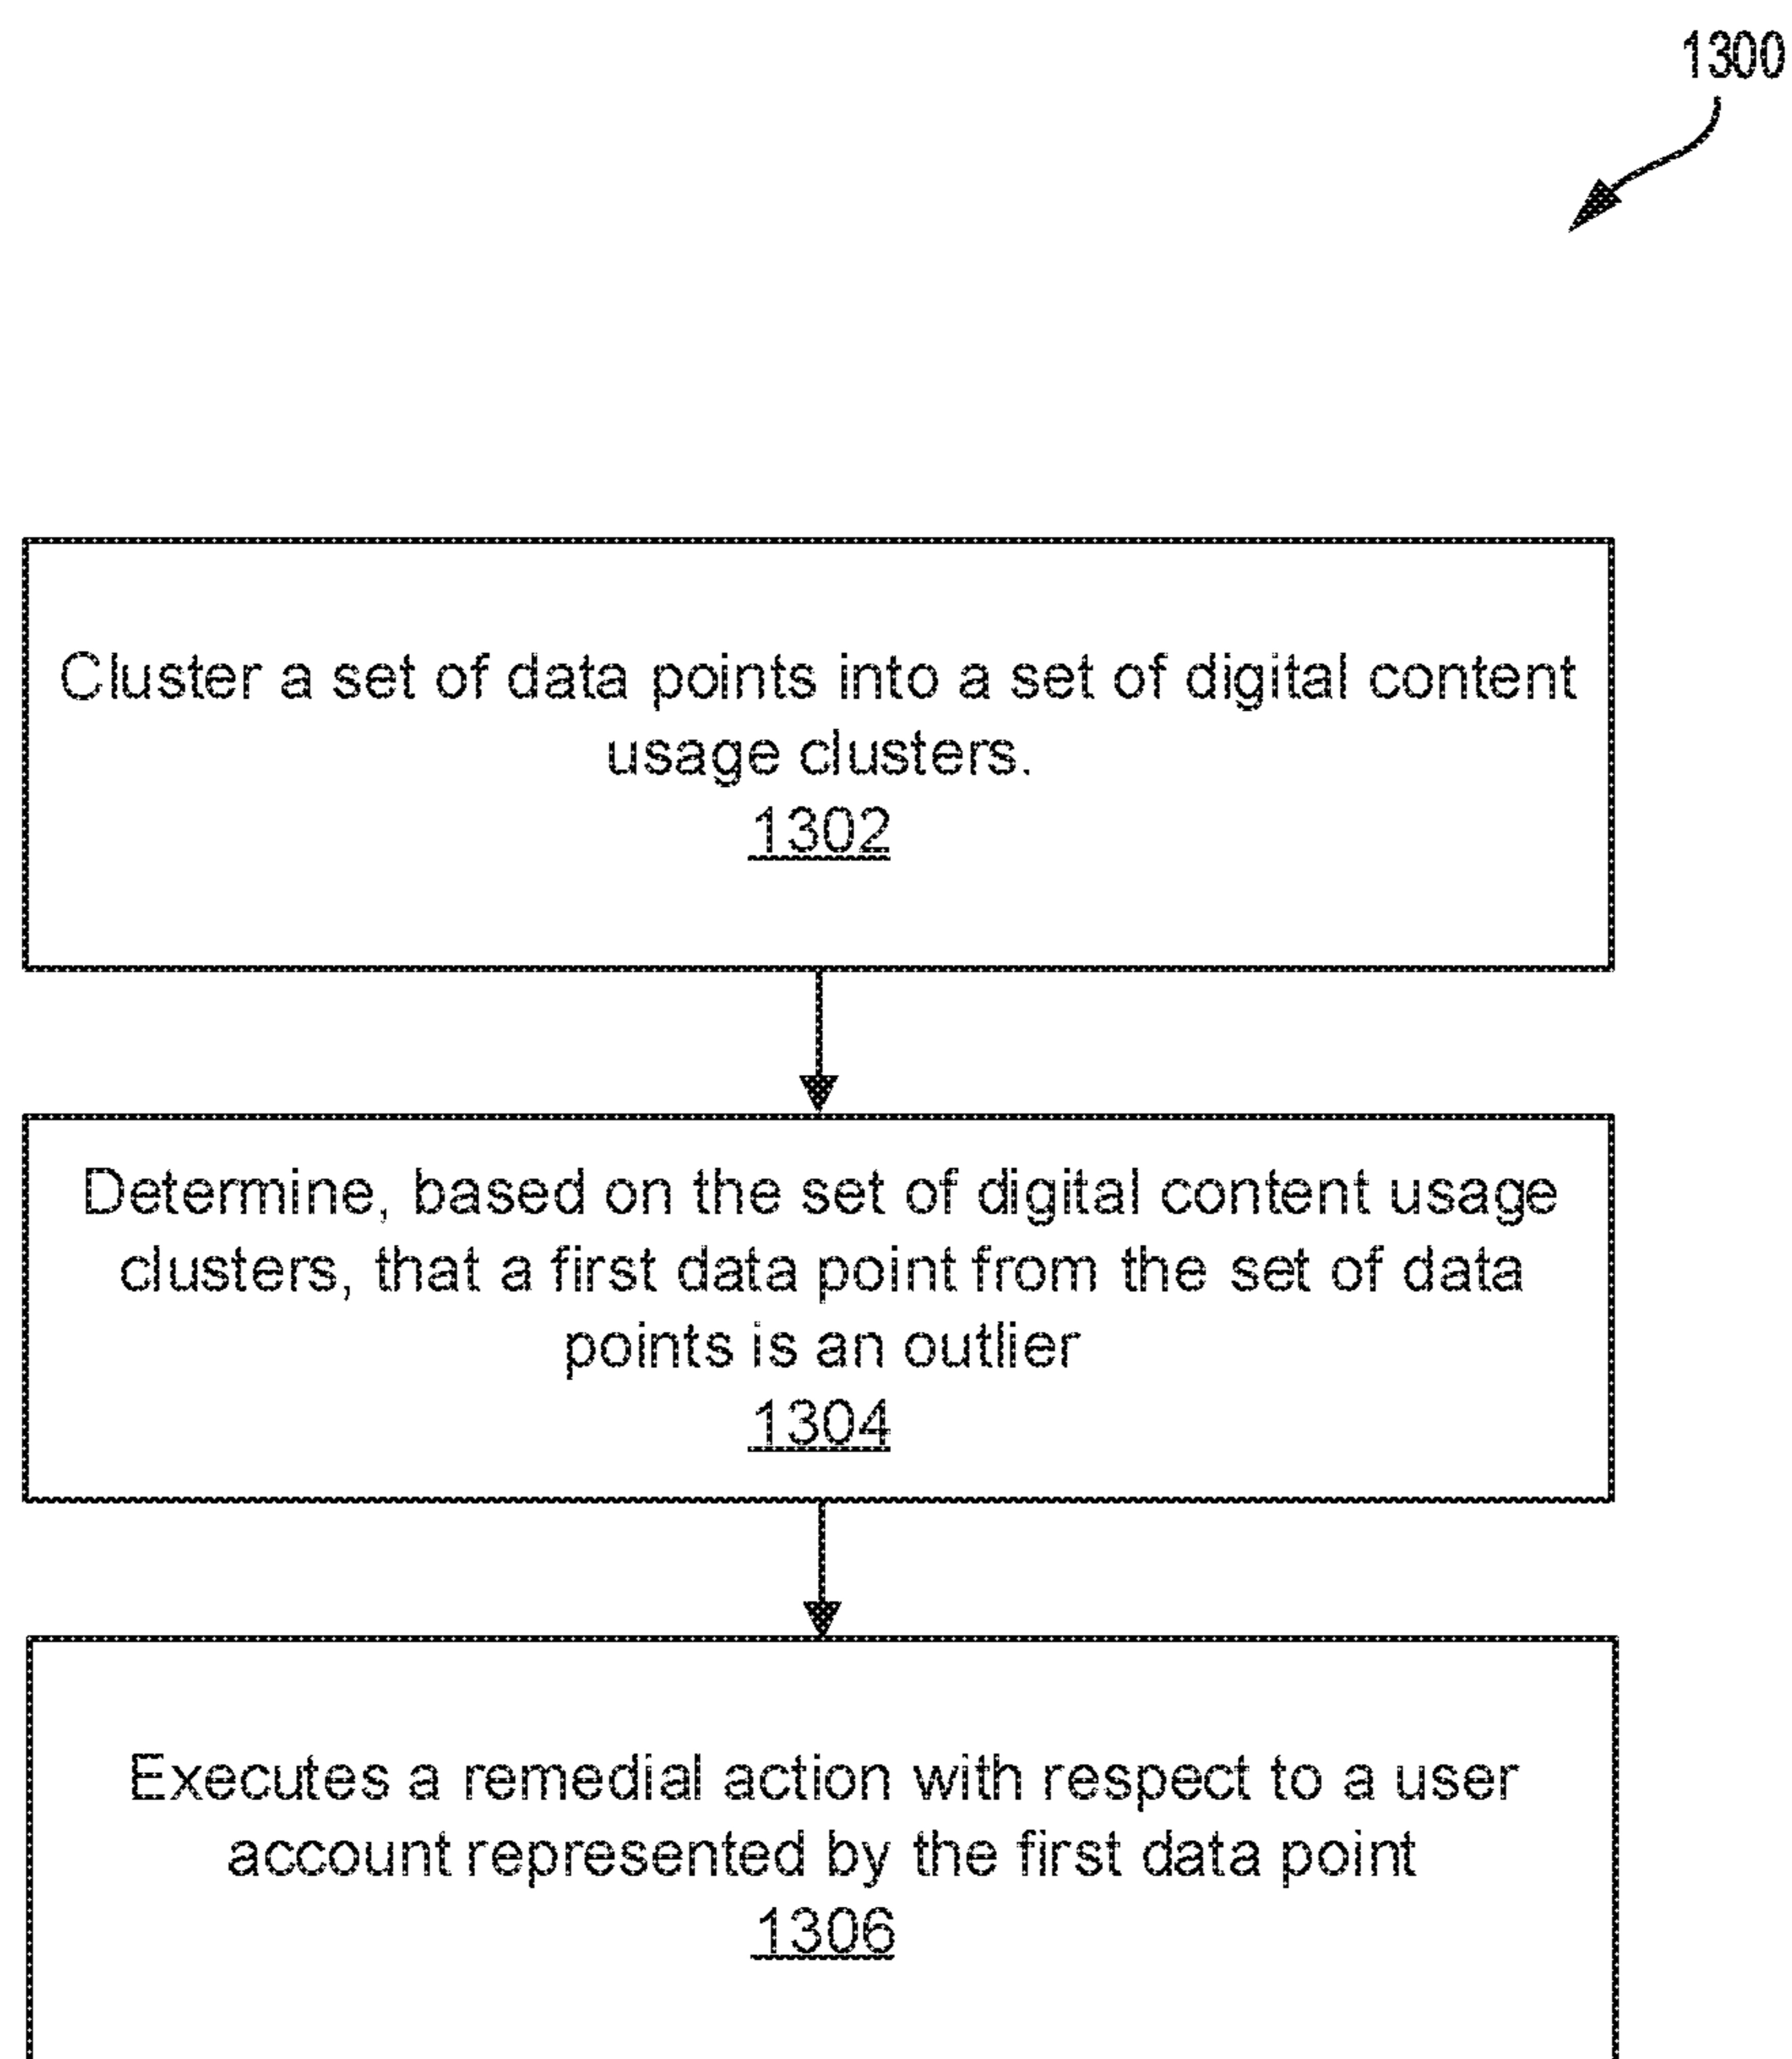 1300
Cluster a set of data points into a set of digital content
usage clusters.
1302
Determine, based on the set of digital content usage
clusters, that a first data point from the set of data
points is an outlier
1304
Executes a remedial action with respect to a user
account represented by the first data point
1306